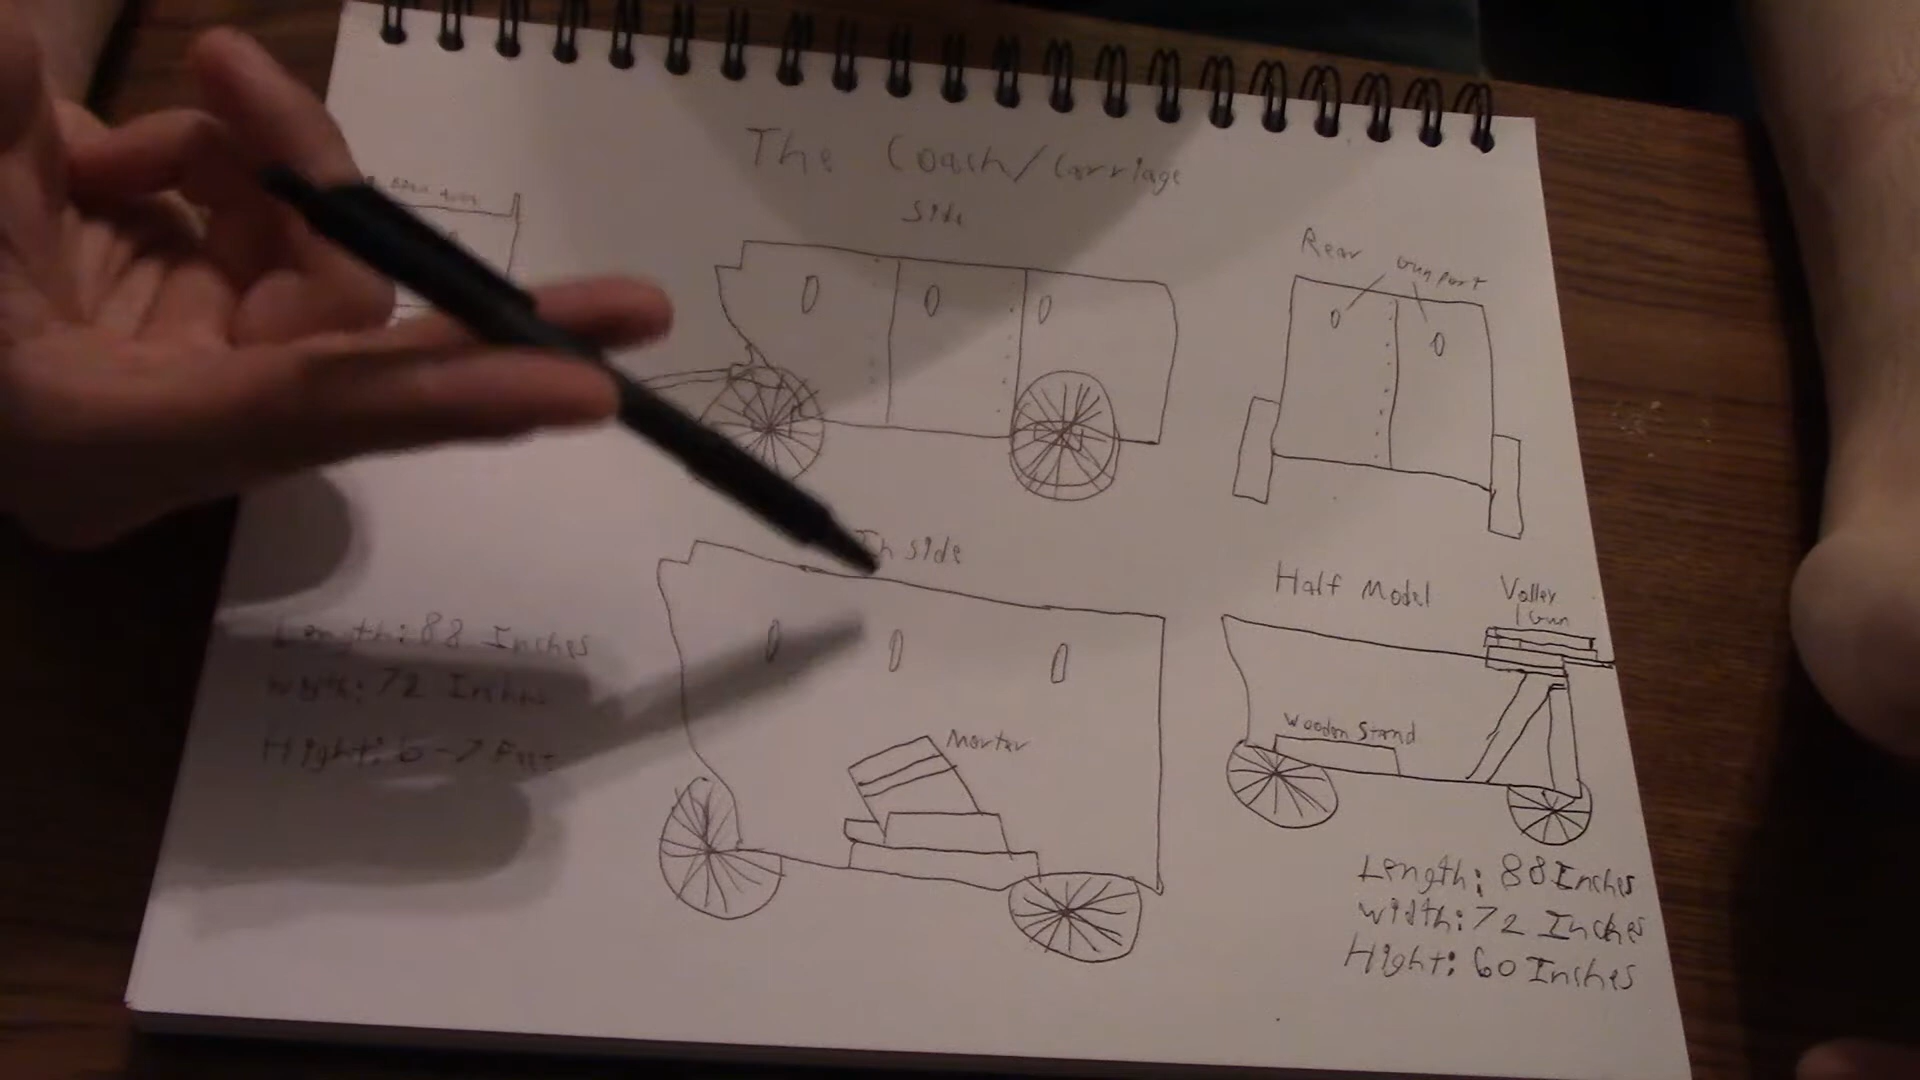 The Coach/Carriage
Side
Rear
Gun port
Inside
Mortar
Half Model
Volley
Gun
Wooden Stand
Length: 88 Inches
Width: 72 Inches
Hight: 6-7 Feet
Length: 88 Inches
Width: 72 Inches
Hight: 60 Inches